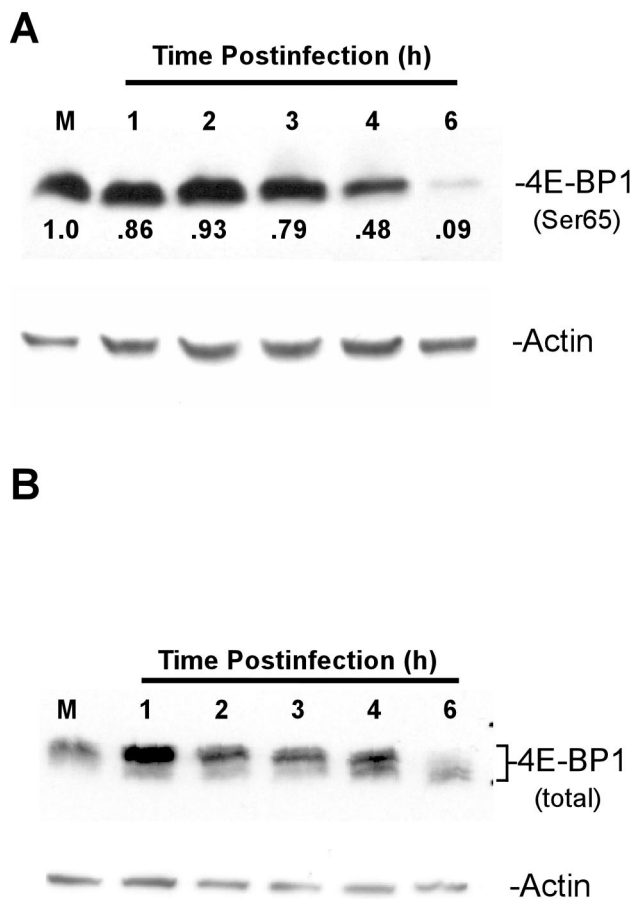 A
Time Postinfection (h)
M 1 2 3 4 6
-4E-BP1
(Ser65)
1.0 .86 .93 .79 .48 .09
-Actin
B
Time Postinfection (h)
M 1 2 3 4 6
-4E-BP1
(total)
-Actin